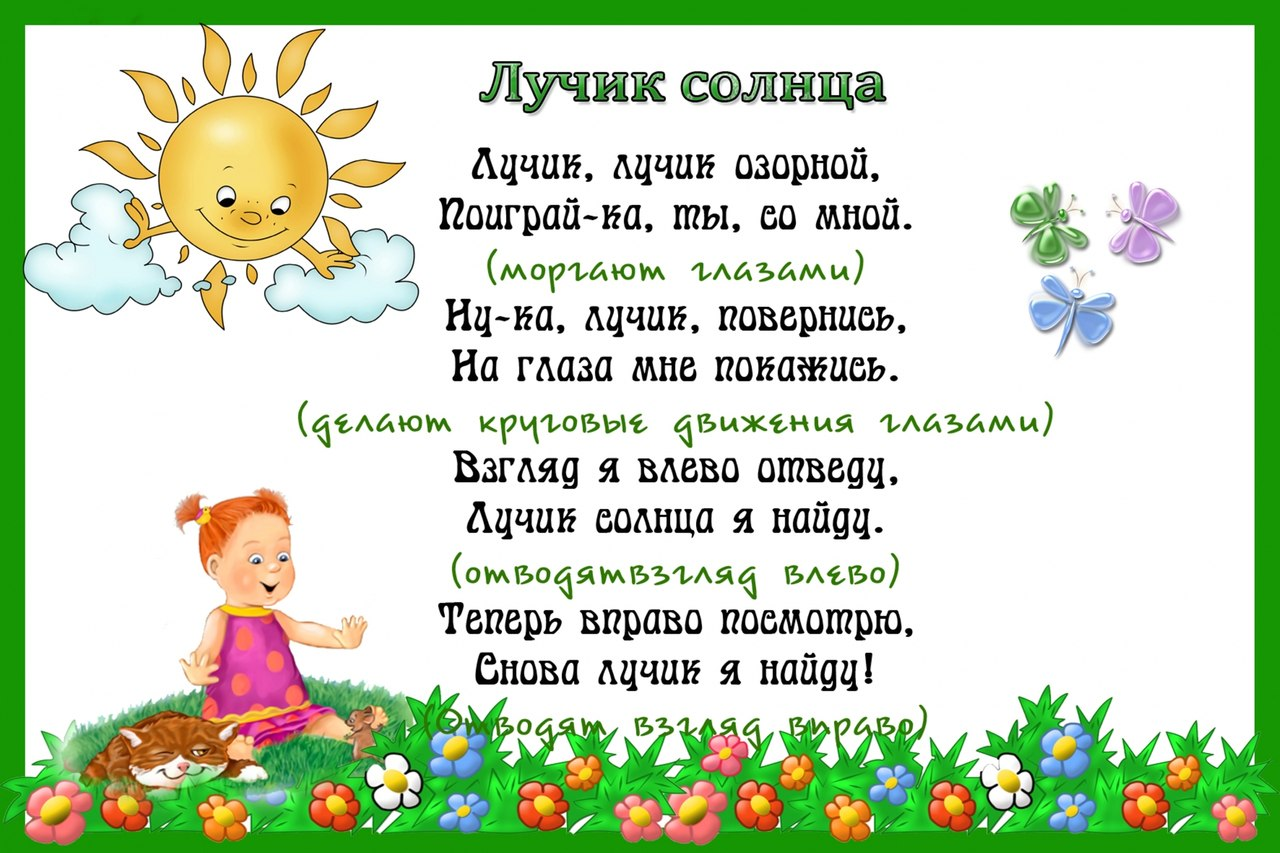 Лучик солнца
Лучик, лучик озорной,
Поиграй-ка, ты, со мной.
(моргают глазами)
Ну-ка, лучик, повернись,
На глаза мне покажись.
(делают круговые движения глазами)
Взгляд я влево отведу,
Лучик солнца я найду.
(отводятвзгляд влево)
Теперь вправо посмотрю,
Снова лучик я найду!
(Отводят взгляд вправо)